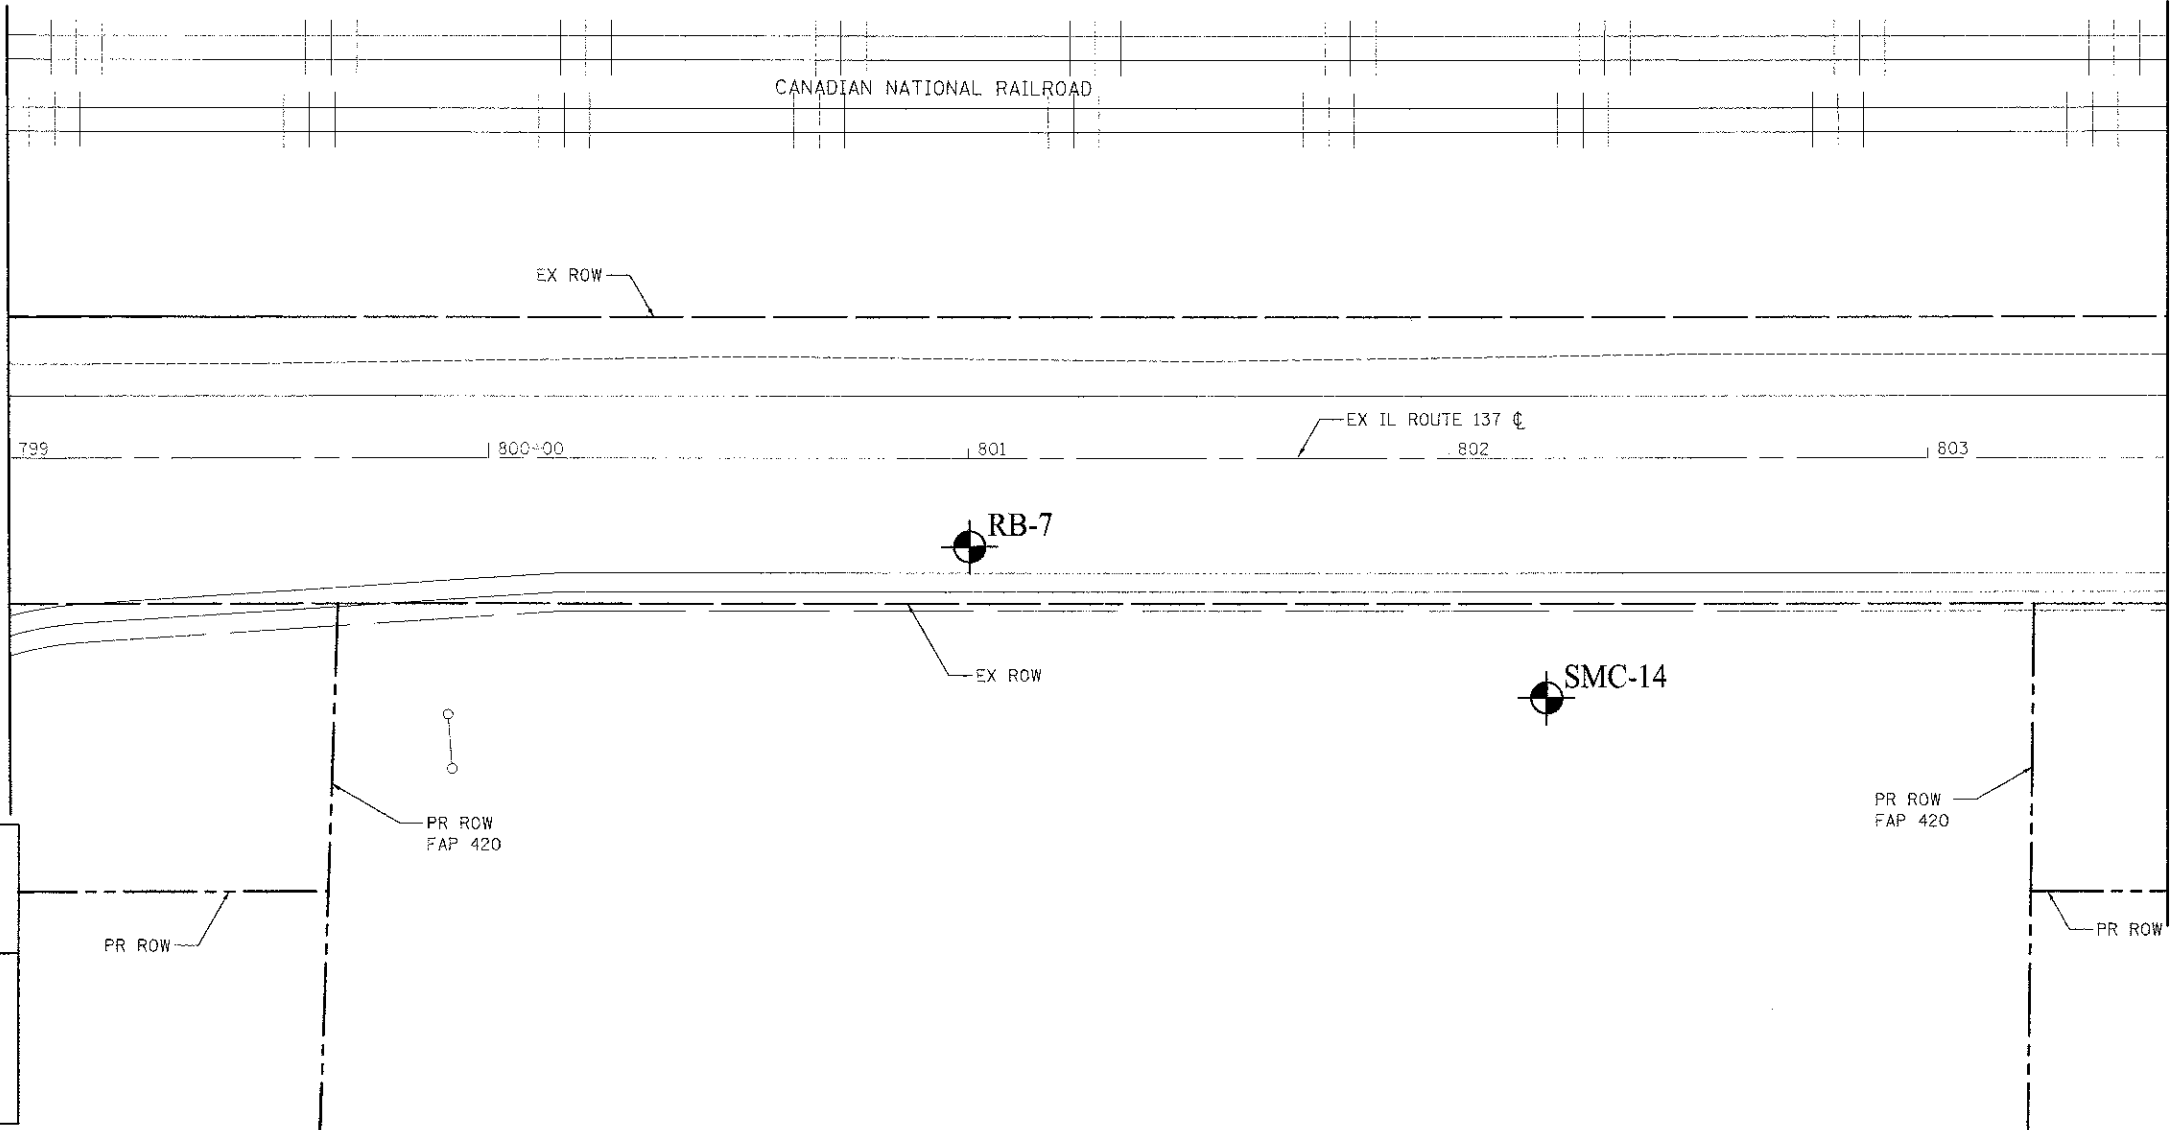 CANADIAN NATIONAL RAILROAD
EX ROW
EX IL ROUTE 137 ℄
799 800+00 801 802 803
RB-7
EX ROW
SMC-14
PR ROW
FAP 420
PR ROW
FAP 420
PR ROW
PR ROW